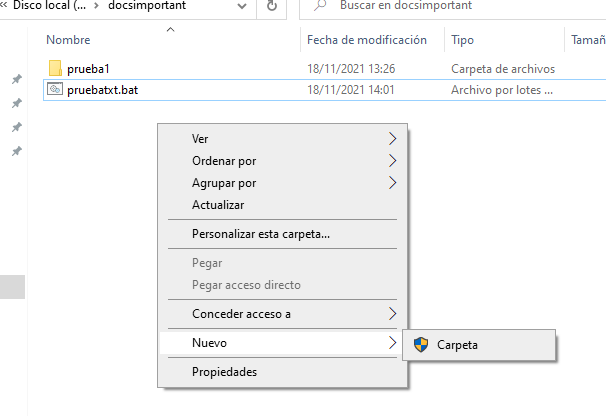 Disco local (... docsimportant Buscar en docsimportant
Nombre Fecha de modificación Tipo Tamañ
prueba1 18/11/2021 13:26 Carpeta de archivos
pruebatxt.bat 18/11/2021 14:01 Archivo por lotes ...
Ver
Ordenar por
Agrupar por
Actualizar
Personalizar esta carpeta...
Pegar
Pegar acceso directo
Conceder acceso a
Nuevo Carpeta
Propiedades